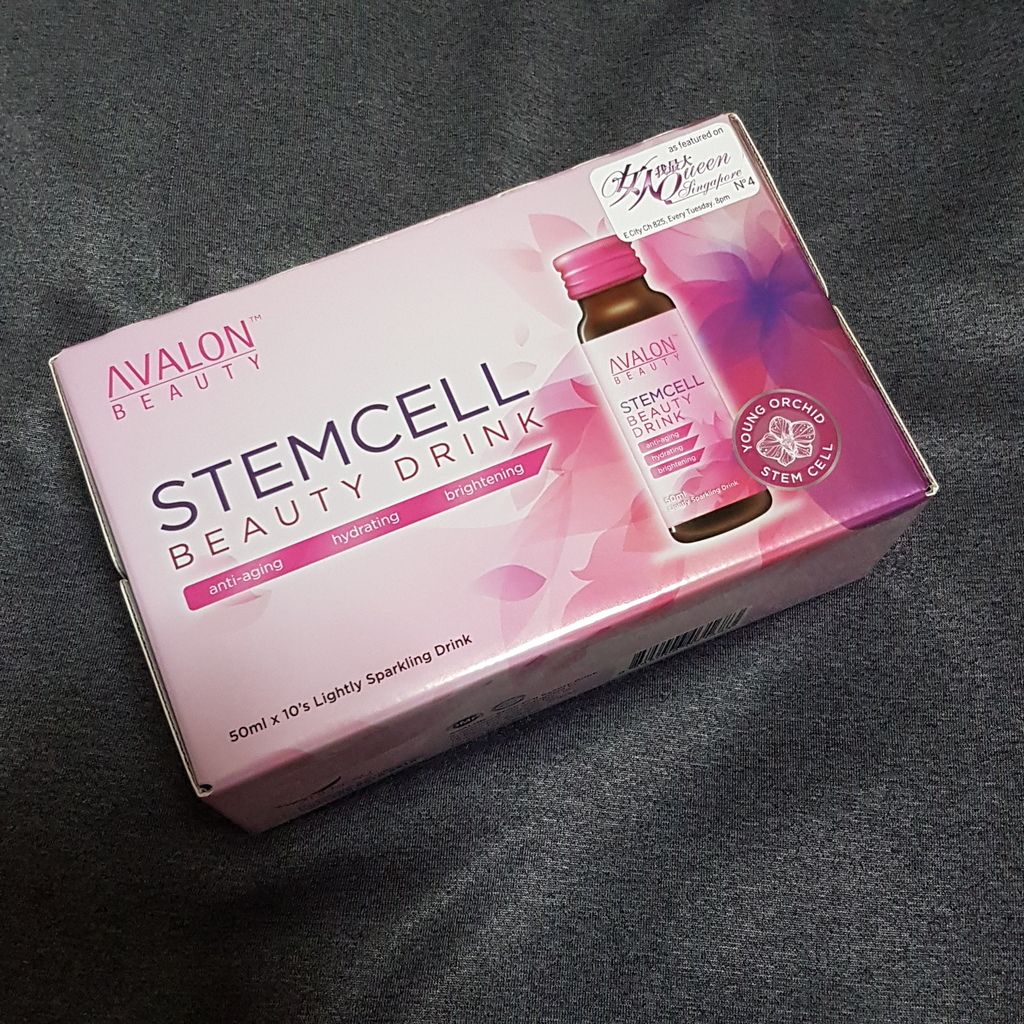 as featured on
女人我最大
Queen
Singapore
Nº4
E City Ch 825, Every Tuesday, 8pm
AVALON™
BEAUTY
STEMCELL
BEAUTY DRINK
anti-aging hydrating brightening
50ml x 10's Lightly Sparkling Drink
AVALON™
BEAUTY
STEMCELL
BEAUTY
DRINK
anti-aging
hydrating
brightening
50ml
Lightly Sparkling Drink
YOUNG ORCHID
STEM CELL